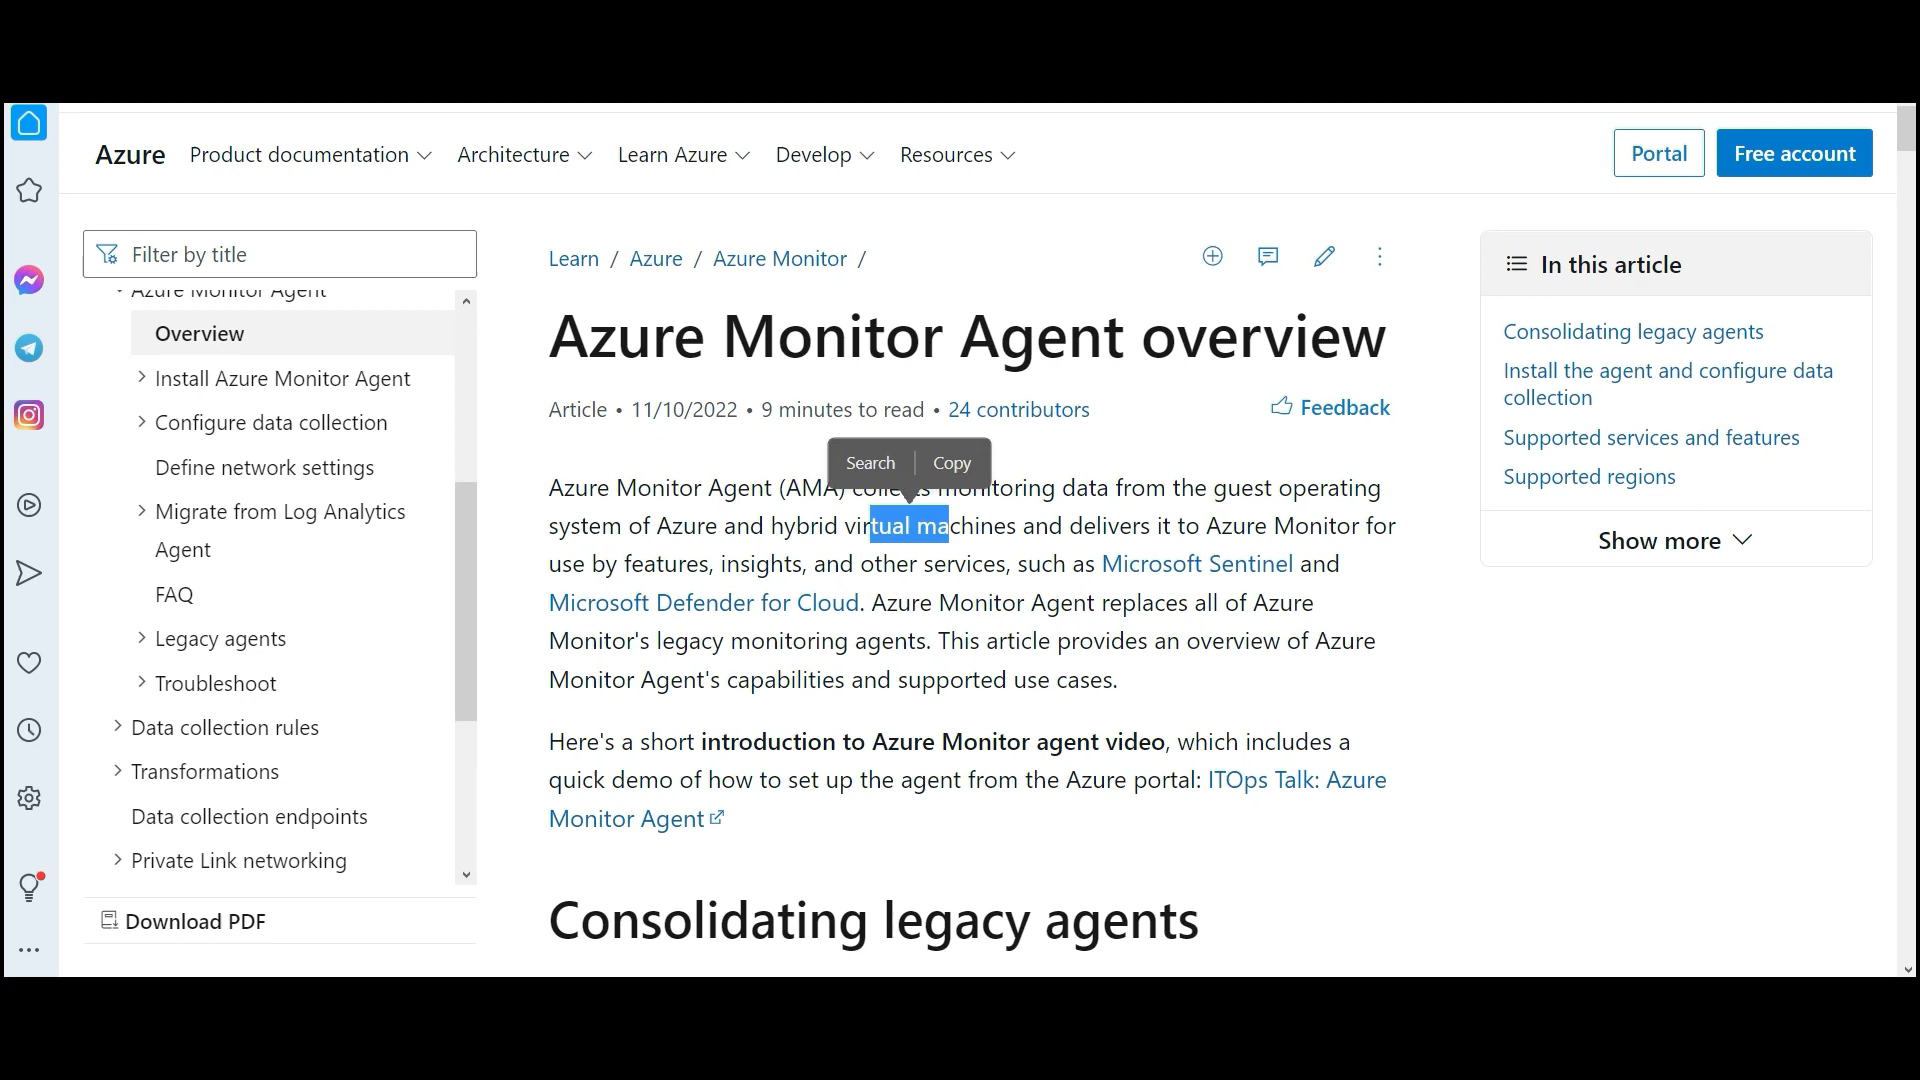 Azure Product documentation Architecture Learn Azure Develop Resources Portal Free account
Filter by title
Azure Monitor Agent
Overview
Install Azure Monitor Agent
Configure data collection
Define network settings
Migrate from Log Analytics
Agent
FAQ
Legacy agents
Troubleshoot
Data collection rules
Transformations
Data collection endpoints
Private Link networking
Download PDF
Learn / Azure / Azure Monitor /
Azure Monitor Agent overview
Article • 11/10/2022 • 9 minutes to read • 24 contributors
Feedback
Search Copy
Azure Monitor Agent (AMA) collects monitoring data from the guest operating
system of Azure and hybrid virtual machines and delivers it to Azure Monitor for
use by features, insights, and other services, such as Microsoft Sentinel and
Microsoft Defender for Cloud. Azure Monitor Agent replaces all of Azure
Monitor's legacy monitoring agents. This article provides an overview of Azure
Monitor Agent's capabilities and supported use cases.
Here's a short introduction to Azure Monitor agent video, which includes a
quick demo of how to set up the agent from the Azure portal: ITOps Talk: Azure
Monitor Agent
Consolidating legacy agents
In this article
Consolidating legacy agents
Install the agent and configure data
collection
Supported services and features
Supported regions
Show more